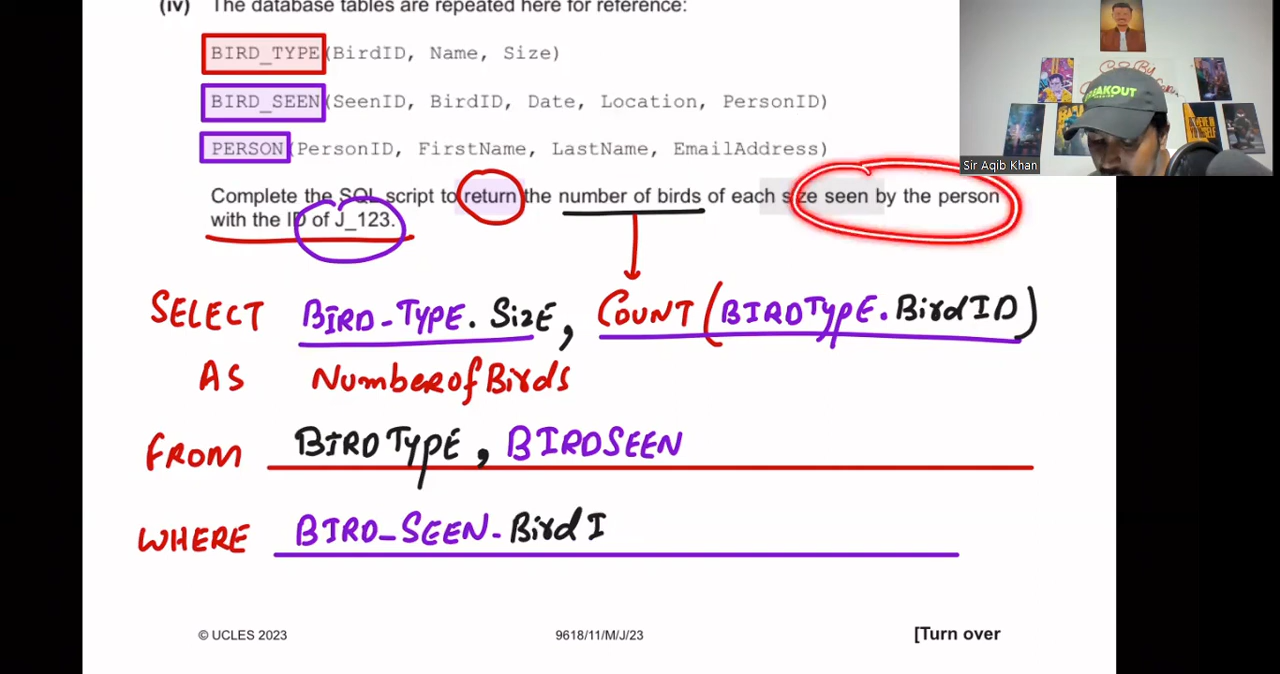 (iv) The database tables are repeated here for reference:
BIRD_TYPE(BirdID, Name, Size)
BIRD_SEEN(SeenID, BirdID, Date, Location, PersonID)
PERSON(PersonID, FirstName, LastName, EmailAddress)
Complete the SQL script to return the number of birds of each size seen by the person
with the ID of J_123.
SELECT BIRD-TYPE.SizE, COUNT(BIRDTYPE.BirdID)
AS NumberofBirds
FROM BIRDTYPE, BIRDSEEN
WHERE BIRD_SEEN.BirdI
© UCLES 2023 9618/11/M/J/23 [Turn over
BREAKOUT
Sir Aqib Khan